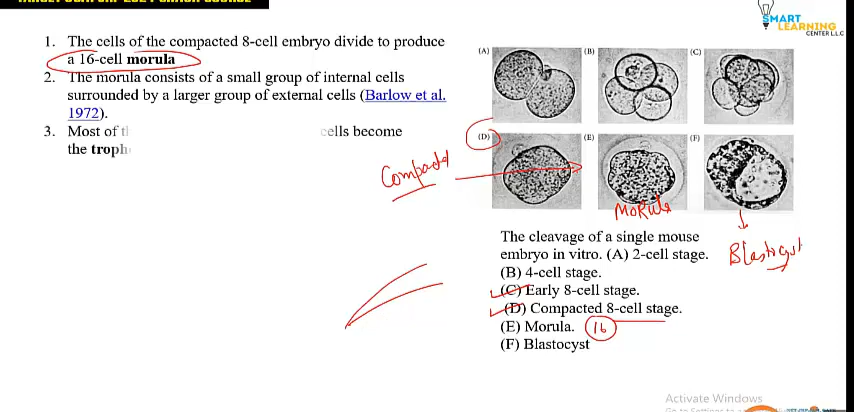 SMART
LEARNING
CENTER L.L.C
1. The cells of the compacted 8-cell embryo divide to produce
a 16-cell morula
2. The morula consists of a small group of internal cells
surrounded by a larger group of external cells (Barlow et al.
1972).
3. Most of cells become
the troph
(A) (B) (C)
(D) (E) (F)
Compacted
Morula
Blastocyst
The cleavage of a single mouse
embryo in vitro. (A) 2-cell stage.
(B) 4-cell stage.
(C) Early 8-cell stage.
(D) Compacted 8-cell stage.
(E) Morula. 16
(F) Blastocyst
Activate Windows